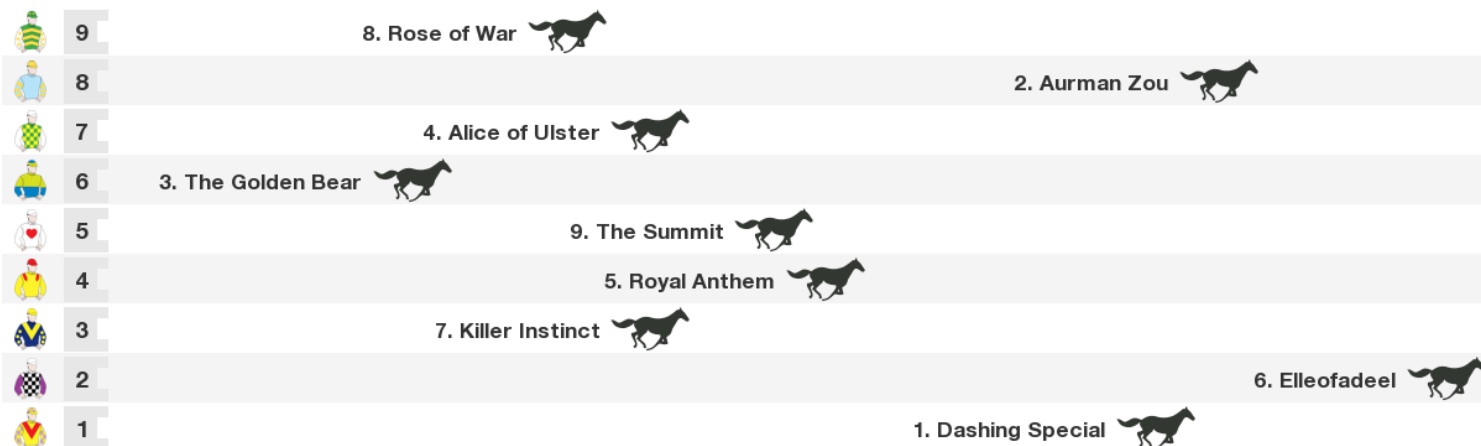 9 8. Rose of War
8 2. Aurman Zou
7 4. Alice of Ulster
6 3. The Golden Bear
5 9. The Summit
4 5. Royal Anthem
3 7. Killer Instinct
2 6. Elleofadeel
1 1. Dashing Special